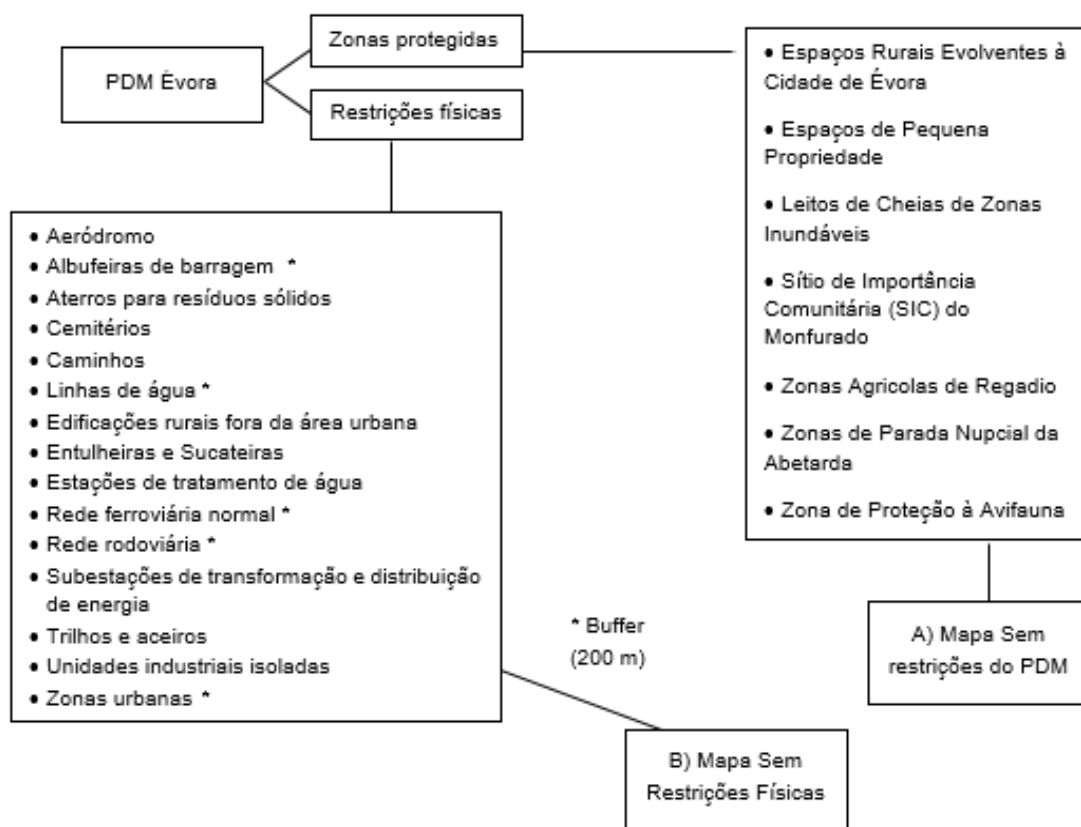 PDM Évora
Zonas protegidas
Restrições físicas
• Espaços Rurais Evolventes à
Cidade de Évora
• Espaços de Pequena
Propriedade
• Leitos de Cheias de Zonas
Inundáveis
• Sítio de Importância
Comunitária (SIC) do
Monfurado
• Zonas Agricolas de Regadio
• Zonas de Parada Nupcial da
Abetarda
• Zona de Proteção à Avifauna
• Aeródromo
• Albufeiras de barragem *
• Aterros para resíduos sólidos
• Cemitérios
• Caminhos
• Linhas de água *
• Edificações rurais fora da área urbana
• Entulheiras e Sucateiras
• Estações de tratamento de água
• Rede ferroviária normal *
• Rede rodoviária *
• Subestações de transformação e distribuição
de energia
• Trilhos e aceiros
• Unidades industriais isoladas
• Zonas urbanas *
* Buffer
(200 m)
A) Mapa Sem
restrições do PDM
B) Mapa Sem
Restrições Físicas